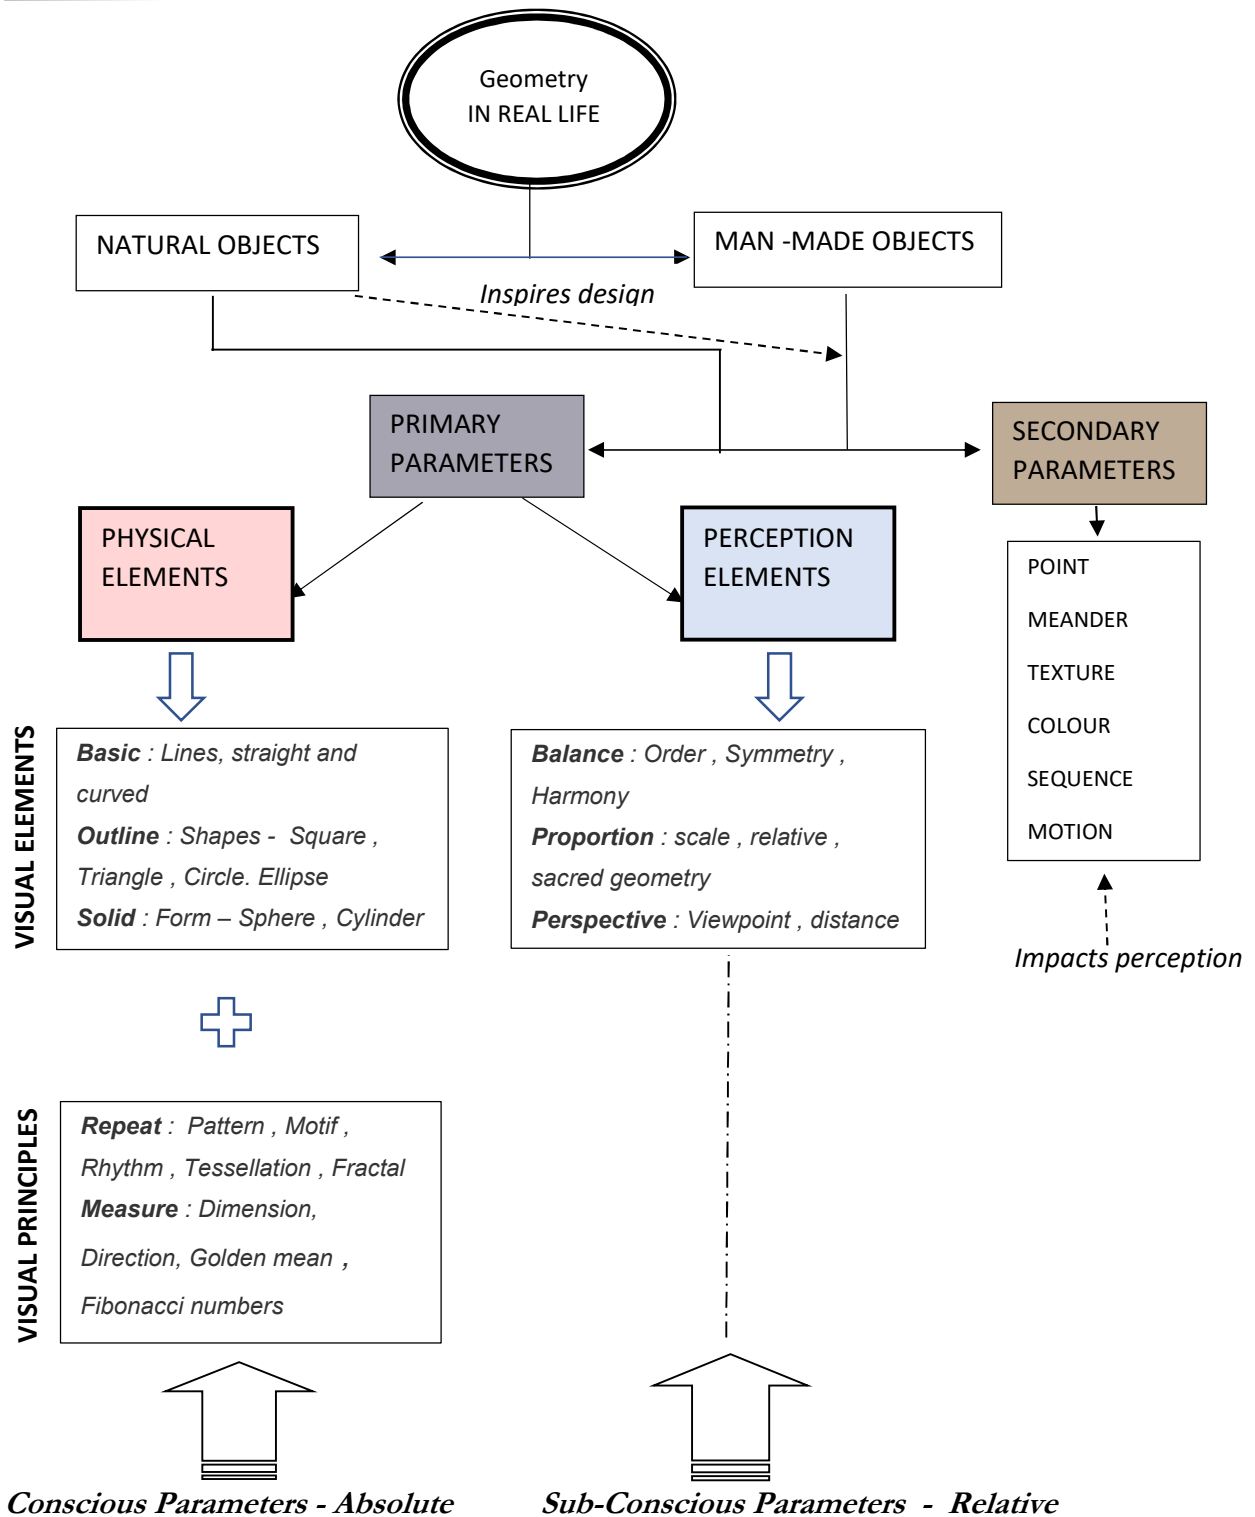 Geometry
IN REAL LIFE
NATURAL OBJECTS
MAN -MADE OBJECTS
Inspires design
PRIMARY
PARAMETERS
SECONDARY
PARAMETERS
PHYSICAL
ELEMENTS
PERCEPTION
ELEMENTS
POINT
MEANDER
TEXTURE
COLOUR
SEQUENCE
MOTION
Impacts perception
VISUAL ELEMENTS
Basic : Lines, straight and
curved
Outline : Shapes - Square ,
Triangle , Circle. Ellipse
Solid : Form – Sphere , Cylinder
Balance : Order , Symmetry ,
Harmony
Proportion : scale , relative ,
sacred geometry
Perspective : Viewpoint , distance
VISUAL PRINCIPLES
Repeat : Pattern , Motif ,
Rhythm , Tessellation , Fractal
Measure : Dimension,
Direction, Golden mean ,
Fibonacci numbers
Conscious Parameters - Absolute
Sub-Conscious Parameters - Relative